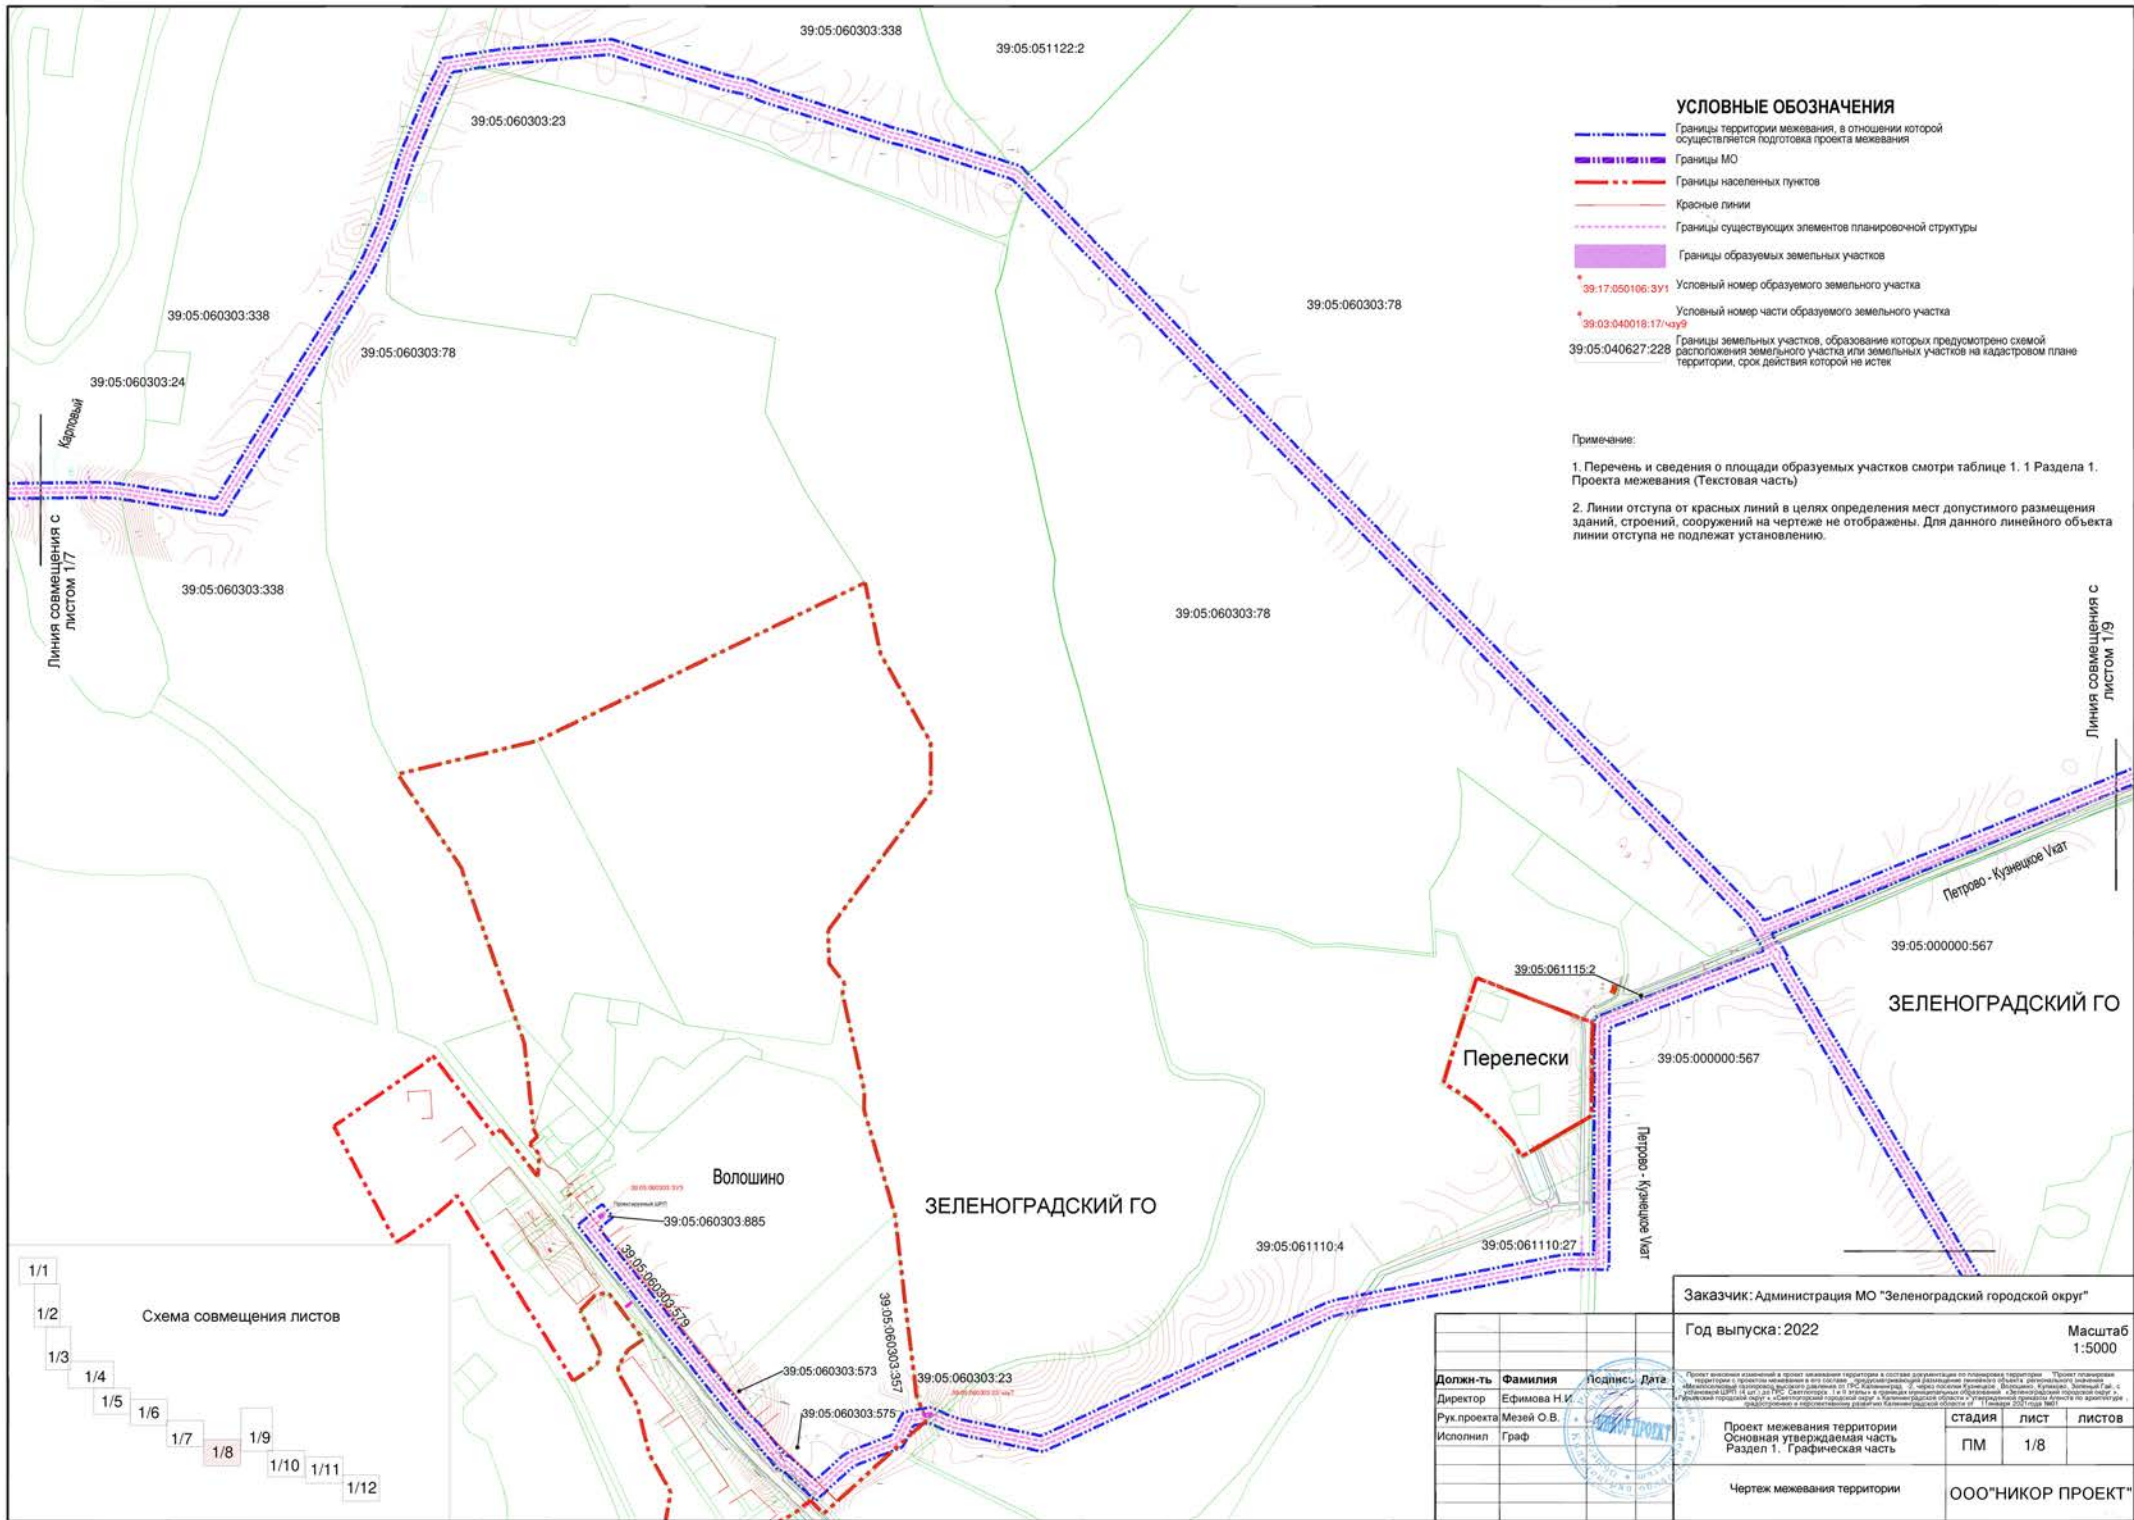 39:05:060303:338
39:05:051122:2
39:05:060303:23
39:05:060303:338
39:05:060303:78
39:05:060303:24
Карповый
39:05:060303:78
Линия совмещения с
листом 1/7
39:05:060303:338
39:05:060303:78
УСЛОВНЫЕ ОБОЗНАЧЕНИЯ
Границы территории межевания, в отношении которой
осуществляется подготовка проекта межевания
Границы МО
Границы населенных пунктов
Красные линии
Границы существующих элементов планировочной структуры
Границы образуемых земельных участков
39:17:050106:ЗУ1 Условный номер образуемого земельного участка
Условный номер части образуемого земельного участка
39:03:040018:17/чзу9
39:05:040627:228
Границы земельных участков, образование которых предусмотрено схемой
расположения земельного участка или земельных участков на кадастровом плане
территории, срок действия которой не истек
Примечание:
1. Перечень и сведения о площади образуемых участков смотри таблице 1. 1 Раздела 1.
Проекта межевания (Текстовая часть)
2. Линии отступа от красных линий в целях определения мест допустимого размещения
зданий, строений, сооружений на чертеже не отображены. Для данного линейного объекта
линии отступа не подлежат установлению.
Линия совмещения с
листом 1/9
Петрово - Кузнецкое Vкат
39:05:000000:567
39:05:061115:2
ЗЕЛЕНОГРАДСКИЙ ГО
Перелески
39:05:000000:567
Петрово - Кузнецкое Vкат
Волошино
39:05:060303:885
39:05:060303:579
ЗЕЛЕНОГРАДСКИЙ ГО
39:05:061110:4
39:05:061110:27
39:05:060303:357
39:05:060303:573
39:05:060303:23
39:05:060303:575
Схема совмещения листов
1/1
1/2
1/3
1/4
1/5
1/6
1/7
1/8
1/9
1/10
1/11
1/12
Заказчик: Администрация МО "Зеленоградский городской округ"
Год выпуска: 2022
Масштаб
1:5000
Должн-ть Фамилия Подпись Дата
Директор Ефимова Н.И.
Рук.проекта Мезей О.В.
Исполнил Граф
Проект межевания территории
Основная утверждаемая часть
Раздел 1. Графическая часть
стадия лист листов
ПМ 1/8
Чертеж межевания территории
ООО"НИКОР ПРОЕКТ"